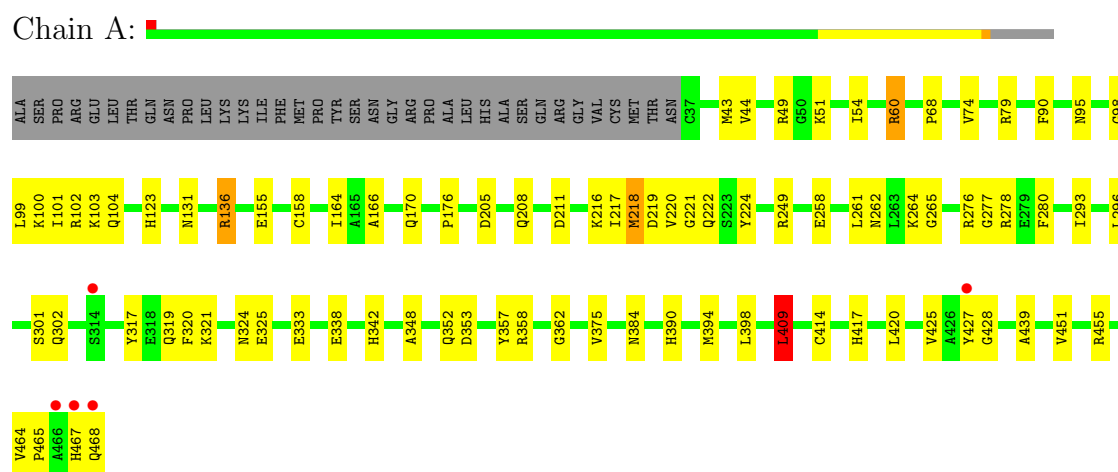 Chain A:
ALA SER PRO ARG GLU LEU THR GLN ASN PRO LEU LYS LYS ILE PHE MET PRO TYR SER ASN GLY ARG PRO ALA LEU HIS ALA SER GLN ARG GLY VAL CYS MET THR ASN C37 M43 V44 R49 G50 K51 I54 R60 P68 V74 R79 F90 N95
L99 K100 I101 R102 K103 Q104 H123 N131 R136 E155 C158 I164 A165 A166 Q170 P176 D205 Q208 D211 K216 I217 M218 D219 V220 G221 Q222 S223 Y224 R249 E258 L261 N262 L263 K264 G265 R276 G277 R278 E279 F280 I293
S301 Q302 S314 Y317 E318 Q319 F320 K321 N324 E325 E333 E338 H342 A348 Q352 D353 Y357 R358 G362 V375 N384 H390 M394 L398 L409 C414 H417 L420 V425 A426 Y427 G428 A439 V451 R455
V464 P465 A466 H467 Q468